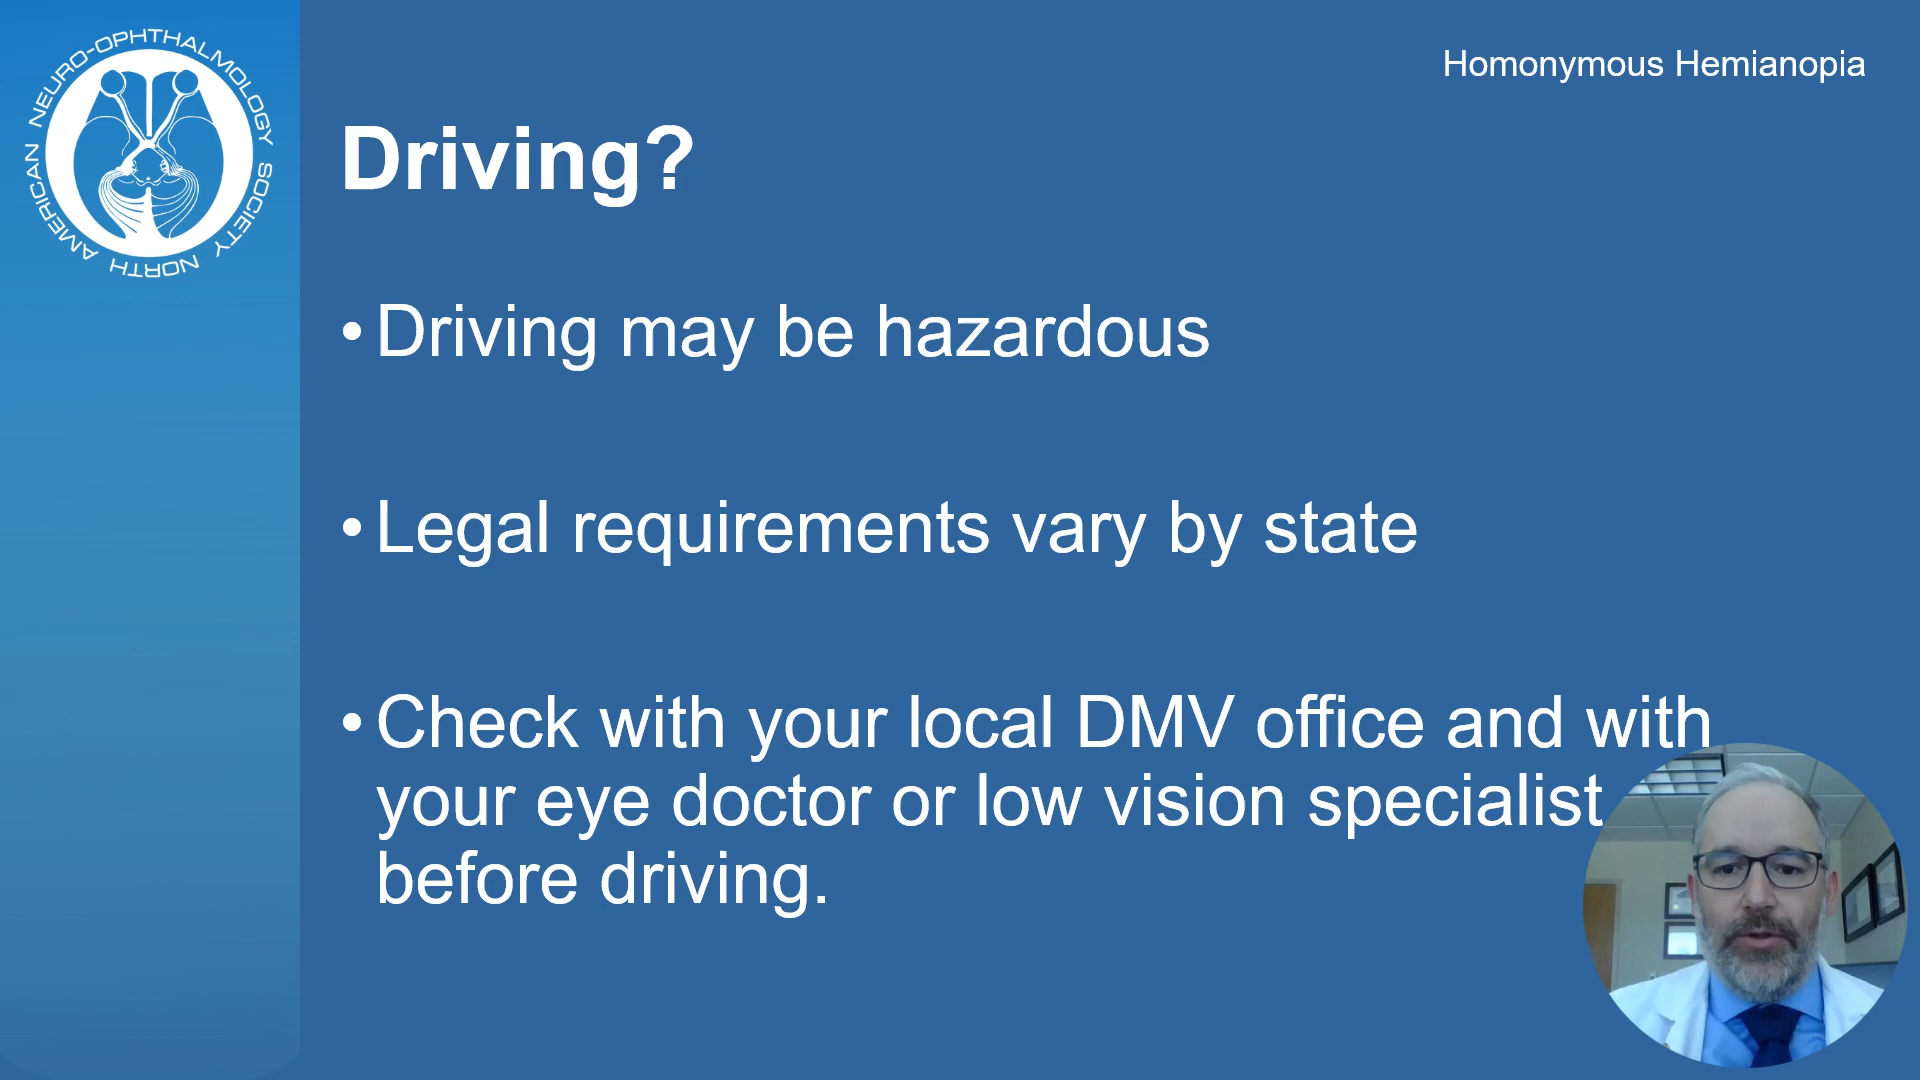 NORTH AMERICAN NEURO-OPHTHALMOLOGY SOCIETY
Homonymous Hemianopia
Driving?
• Driving may be hazardous
• Legal requirements vary by state
• Check with your local DMV office and with
your eye doctor or low vision specialist
before driving.